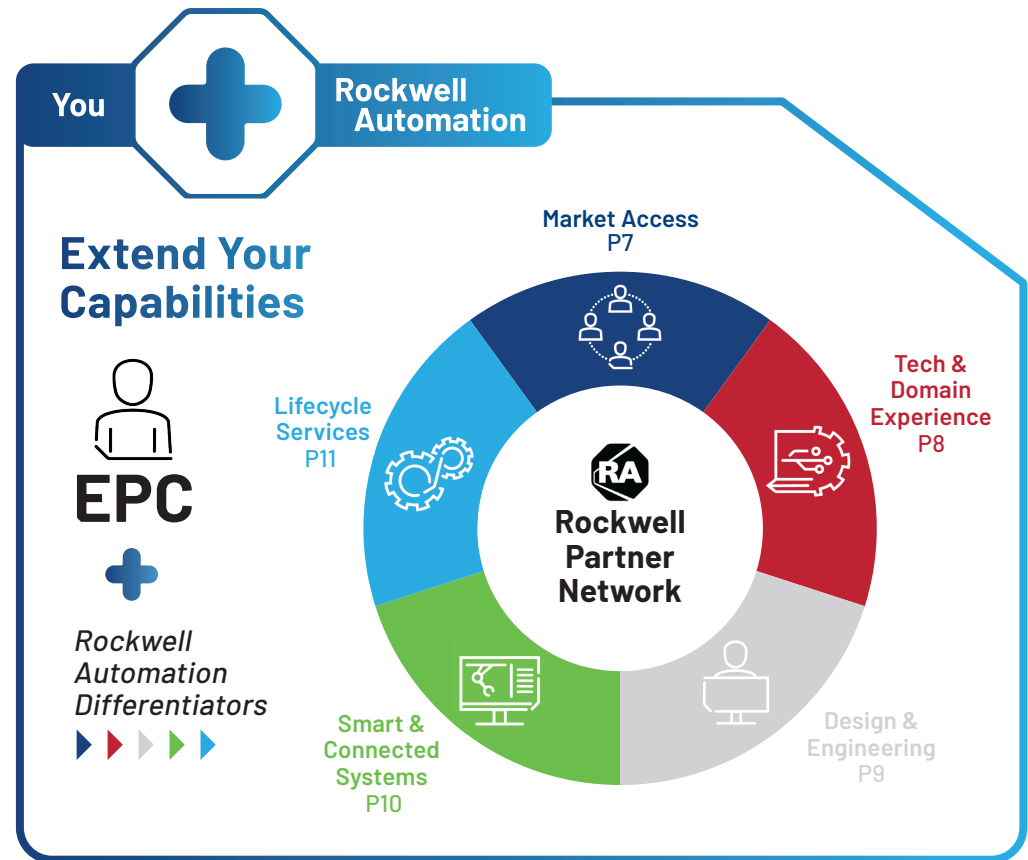 You
Rockwell
Automation
Extend Your
Capabilities
EPC
Rockwell
Automation
Differentiators
Market Access
P7
Tech &
Domain
Experience
P8
Design &
Engineering
P9
Smart &
Connected
Systems
P10
Lifecycle
Services
P11
RA
Rockwell
Partner
Network